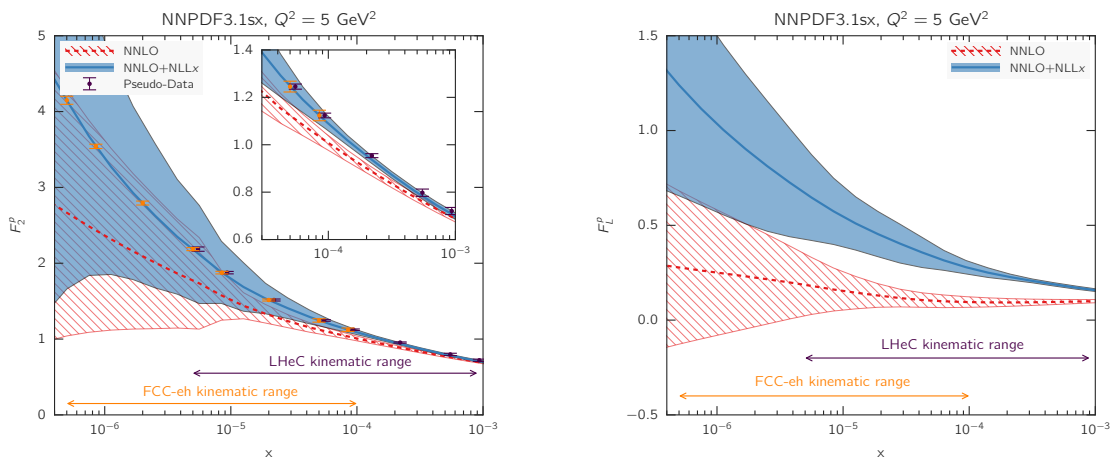 NNPDF3.1sx, Q² = 5 GeV²
NNLO
NNLO+NLLx
Pseudo-Data
5
4
3
2
1
0
F₂ᵖ
1.4
1.2
1.0
0.8
0.6
10⁻⁴
10⁻³
LHeC kinematic range
FCC-eh kinematic range
10⁻⁶
10⁻⁵
10⁻⁴
10⁻³
x
NNPDF3.1sx, Q² = 5 GeV²
NNLO
NNLO+NLLx
1.5
1.0
0.5
0.0
−0.5
F_Lᵖ
LHeC kinematic range
FCC-eh kinematic range
10⁻⁶
10⁻⁵
10⁻⁴
10⁻³
x